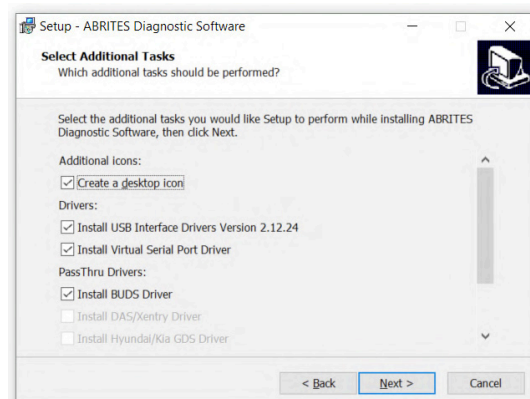 Setup - ABRITES Diagnostic Software
Select Additional Tasks
Which additional tasks should be performed?
Select the additional tasks you would like Setup to perform while installing ABRITES
Diagnostic Software, then click Next.
Additional icons:
Create a desktop icon
Drivers:
Install USB Interface Drivers Version 2.12.24
Install Virtual Serial Port Driver
PassThru Drivers:
Install BUDS Driver
Install DAS/Xentry Driver
Install Hyundai/Kia GDS Driver
< Back Next > Cancel